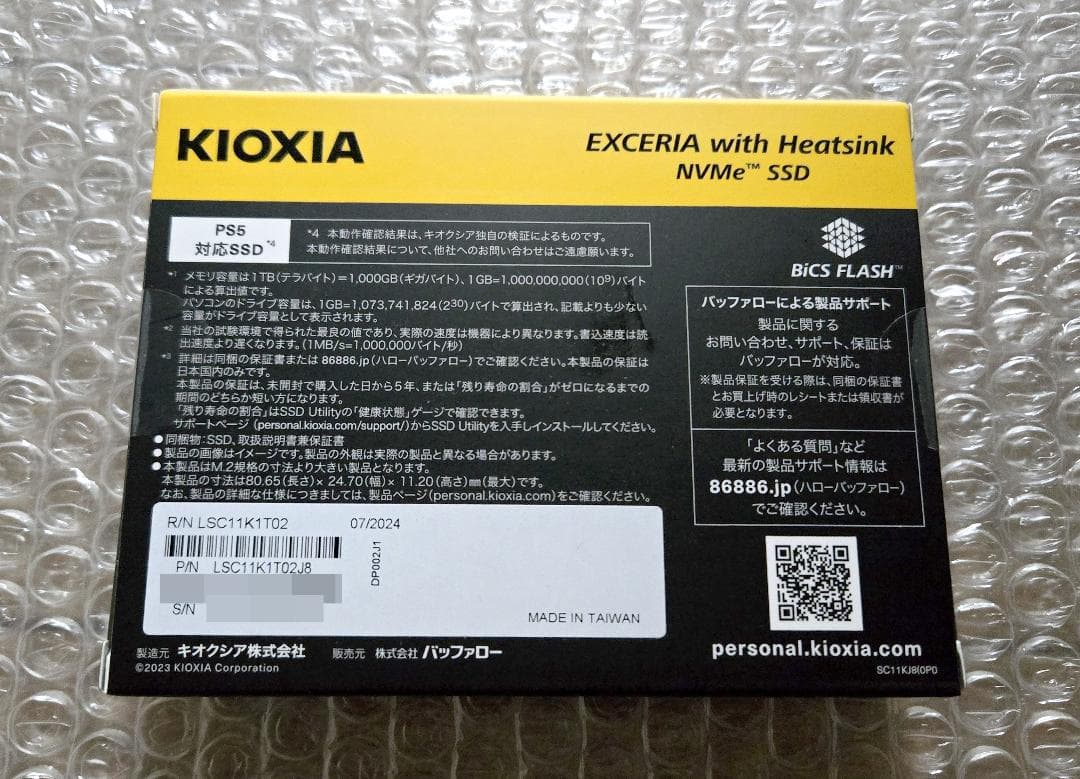 KIOXIA
EXCERIA with Heatsink
NVMe™ SSD
PS5
対応SSD*4
*4 本動作確認結果は、キオクシア独自の検証によるものです。
本動作確認結果について、他社へのお問い合わせはご遠慮願います。
*1 メモリ容量は1TB(テラバイト)=1,000GB(ギガバイト)、1GB=1,000,000,000(10⁹)バイト
による算出値です。
パソコンのドライブ容量は、1GB=1,073,741,824(2³⁰)バイトで算出され、記載よりも少ない
容量がドライブ容量として表示されます。
*2 当社の試験環境で得られた最良の値であり、実際の速度は機器により異なります。書込速度は読
出速度より遅くなります。(1MB/s=1,000,000バイト/秒)
*3 詳細は同梱の保証書または 86886.jp(ハローバッファロー)でご確認ください。本製品の保証は
日本国内のみです。
本製品の保証は、未開封で購入した日から5年、または「残り寿命の割合」がゼロになるまでの
期間のどちらか短い方になります。
「残り寿命の割合」はSSD Utilityの「健康状態」ゲージで確認できます。
サポートページ (personal.kioxia.com/support/)からSSD Utilityを入手しインストールしてください。
●同梱物:SSD、取扱説明書兼保証書
●製品の画像はイメージです。製品の外観は実際の製品と異なる場合があります。
●本製品はM.2規格の寸法より大きい製品となります。
本製品の寸法は80.65(長さ)×24.70(幅)×11.20(高さ)㎜(最大)です。
なお、製品の詳細な仕様につきましては、製品ページ(personal.kioxia.com)をご確認ください。
BiCS FLASH™
バッファローによる製品サポート
製品に関する
お問い合わせ、サポート、保証は
バッファローが対応。
※製品保証を受ける際は、同梱の保証書
とお買上げ時のレシートまたは領収書が
必要となります。
「よくある質問」など
最新の製品サポート情報は
86886.jp(ハローバッファロー)
でご確認ください。
R/N LSC11K1T02
07/2024
P/N LSC11K1T02J8
DP002J1
S/N
MADE IN TAIWAN
製造元 キオクシア株式会社
販売元 株式会社 バッファロー
©2023 KIOXIA Corporation
personal.kioxia.com
SC11KJ8(0P0